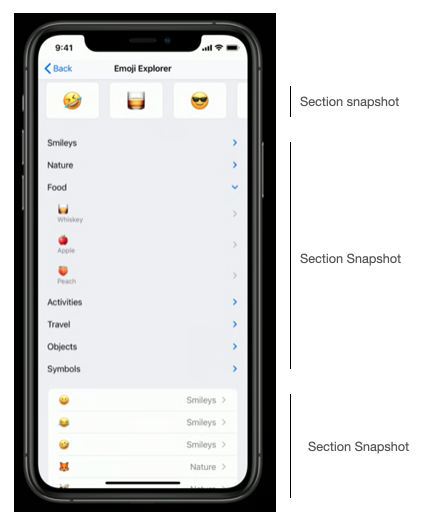 9:41
Back Emoji Explorer
Section snapshot
Smileys
Nature
Food
Whiskey
Apple
Peach
Section Snapshot
Activities
Travel
Objects
Symbols
Smileys
Smileys
Smileys
Section Snapshot
Nature